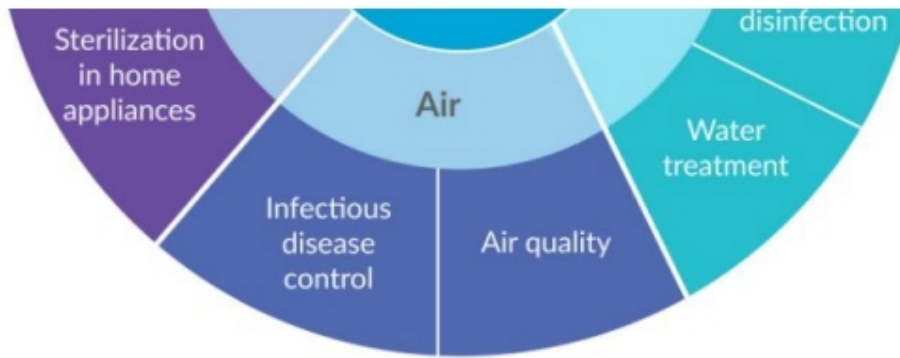 Sterilization
in home
appliances
Air
Infectious
disease
control
Air quality
disinfection
Water
treatment